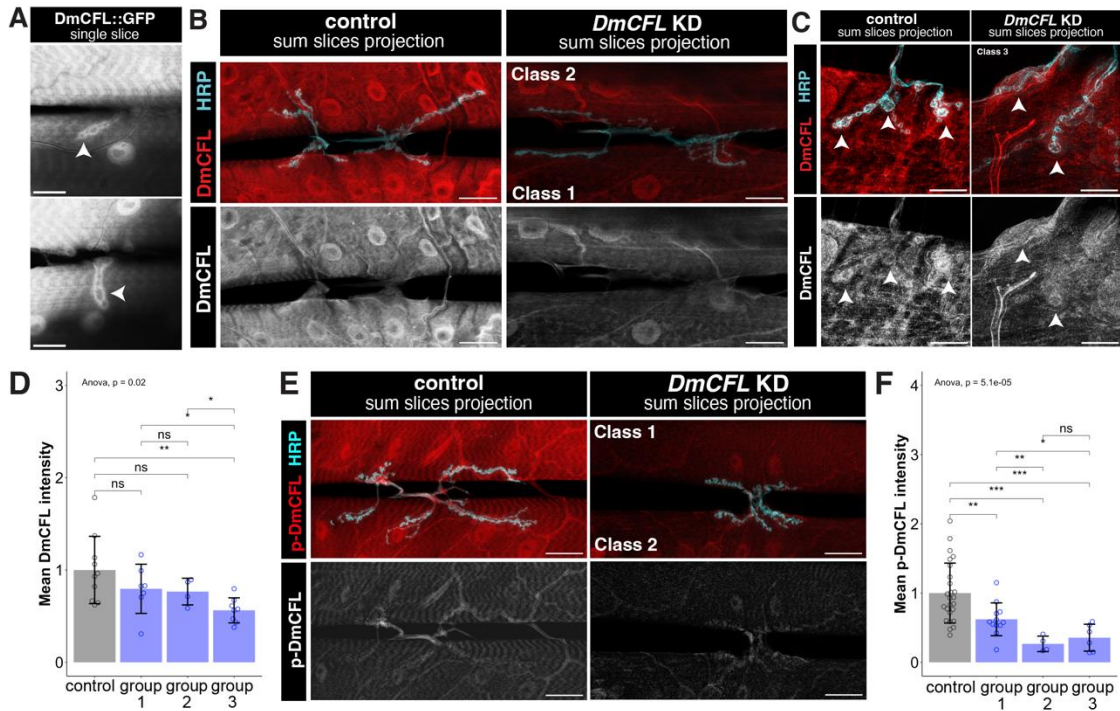 A
DmCFL::GFP
single slice
B
control
sum slices projection
DmCFL KD
sum slices projection
DmCFL HRP
Class 2
Class 1
DmCFL
C
control
sum slices projection
DmCFL KD
sum slices projection
Class 3
DmCFL HRP
DmCFL
D
Anova, p = 0.02
Mean DmCFL intensity
3
2
1
0
*
*
ns
**
ns
ns
control
group 1
group 2
group 3
E
control
sum slices projection
DmCFL KD
sum slices projection
p-DmCFL HRP
Class 1
Class 2
p-DmCFL
F
Anova, p = 5.1e-05
Mean p-DmCFL intensity
4
3
2
1
0
ns
*
**
***
***
**
control
group 1
group 2
group 3